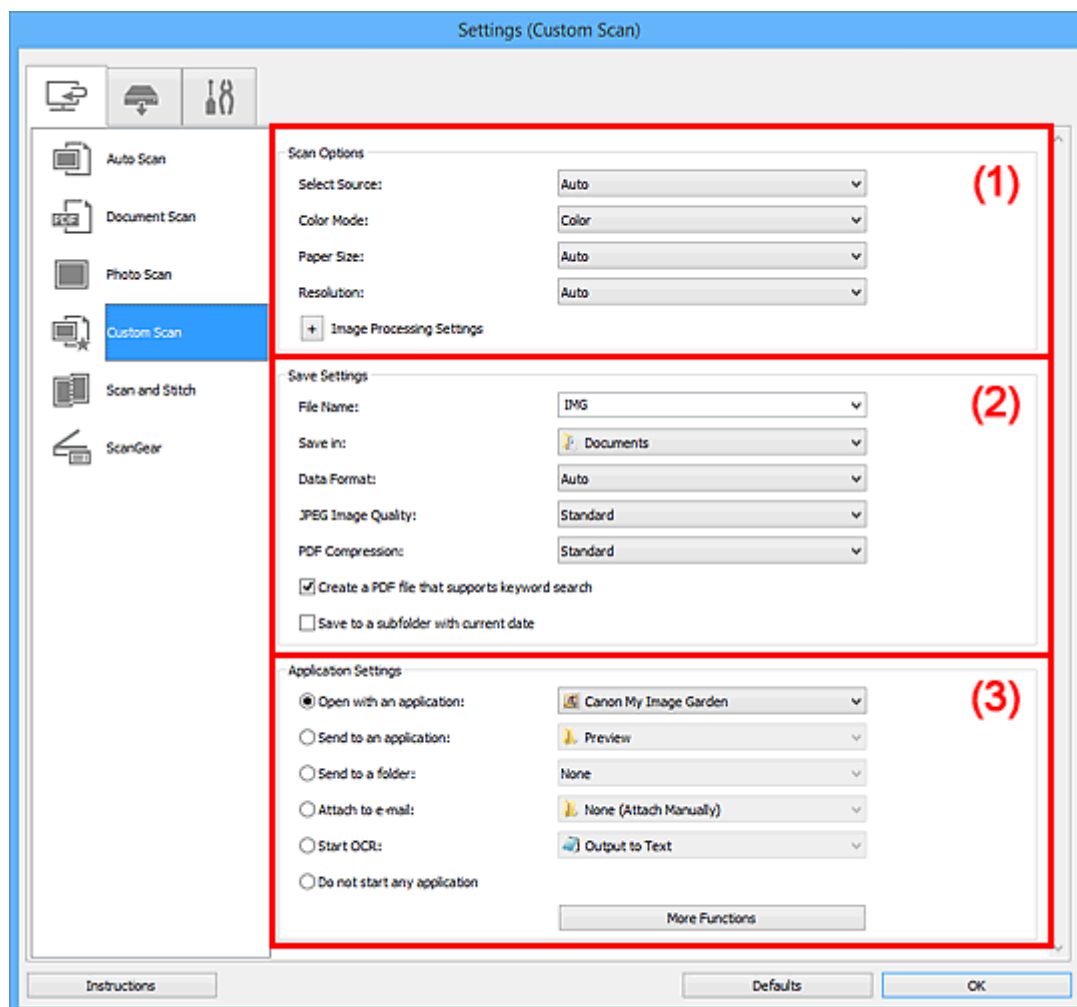 Settings (Custom Scan)
Auto Scan
PDF Document Scan
Photo Scan
Custom Scan
Scan and Stitch
ScanGear
Scan Options
(1)
Select Source: Auto
Color Mode: Color
Paper Size: Auto
Resolution: Auto
+ Image Processing Settings
Save Settings
(2)
File Name: IMG
Save in: Documents
Data Format: Auto
JPEG Image Quality: Standard
PDF Compression: Standard
Create a PDF file that supports keyword search
Save to a subfolder with current date
Application Settings
(3)
Open with an application: Canon My Image Garden
Send to an application: Preview
Send to a folder: None
Attach to e-mail: None (Attach Manually)
Start OCR: Output to Text
Do not start any application
More Functions
Instructions Defaults OK